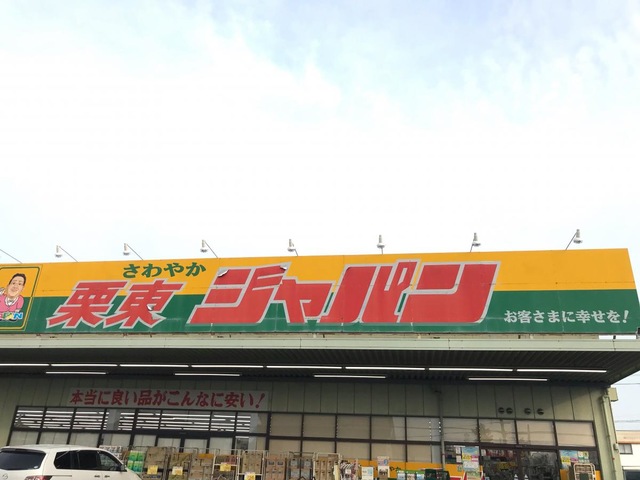 さわやか
栗東 ジャパン
お客さまに幸せを!
本当に良い品がこんなに安い!